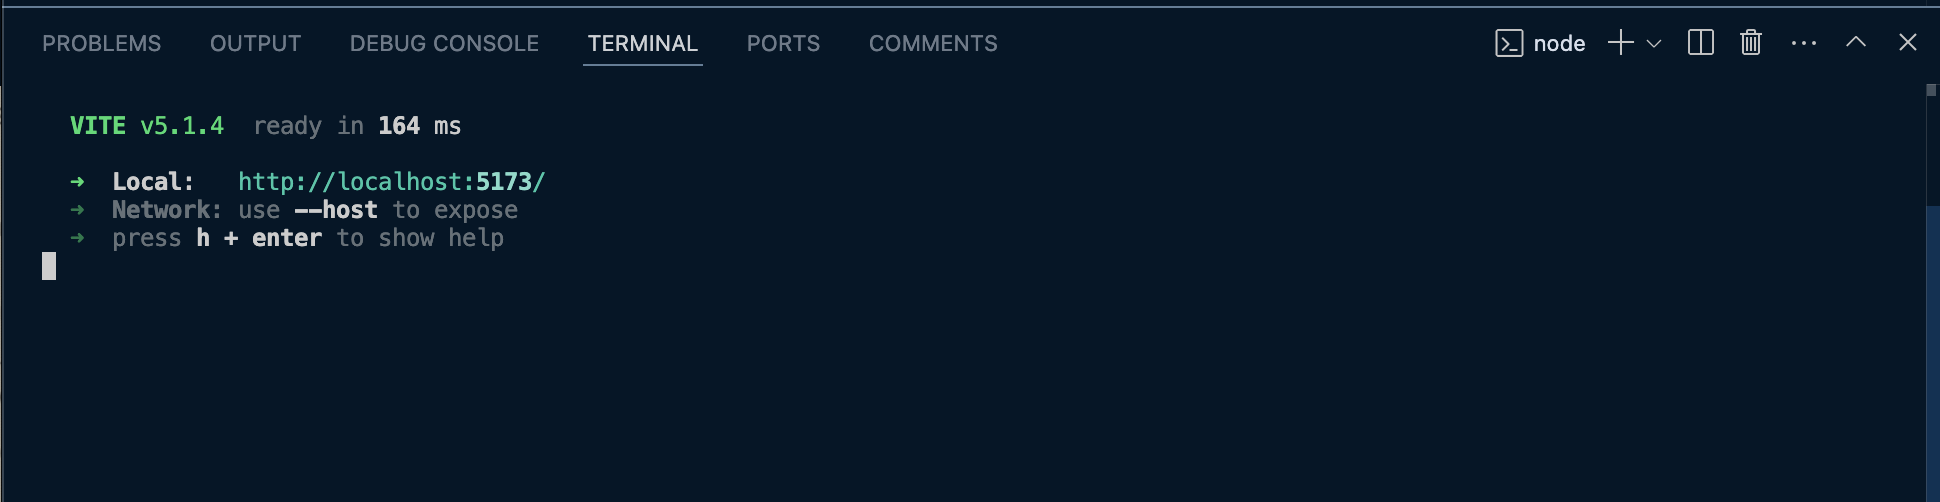 PROBLEMS OUTPUT DEBUG CONSOLE TERMINAL PORTS COMMENTS node
VITE v5.1.4 ready in 164 ms
➜ Local: http://localhost:5173/
➜ Network: use --host to expose
➜ press h + enter to show help